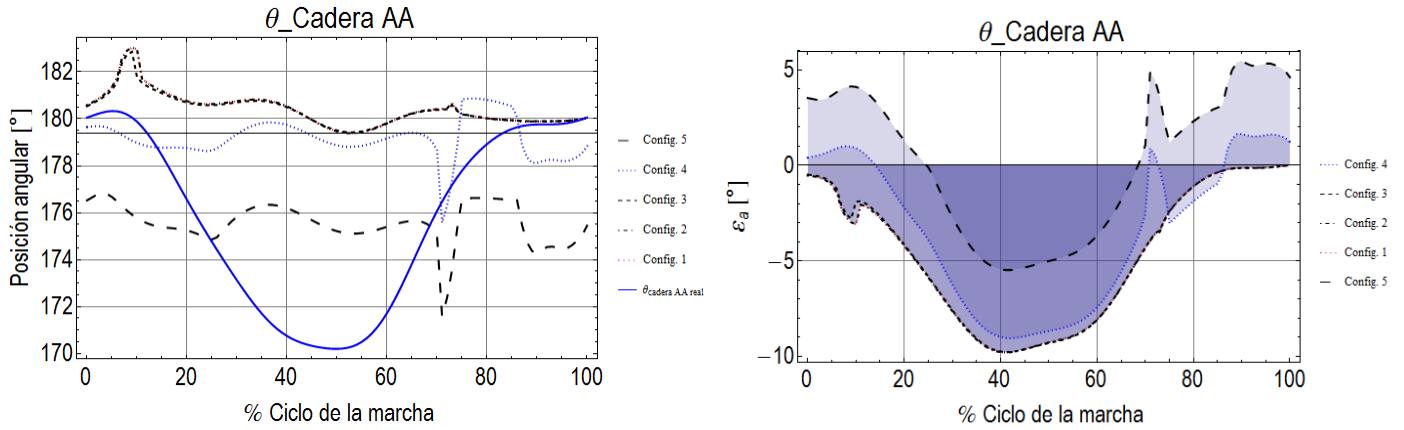 θ_Cadera AA
Posición angular [°]
182
180
178
176
174
172
170
0 20 40 60 80 100
% Ciclo de la marcha
Config. 5
Config. 4
Config. 3
Config. 2
Config. 1
θcadera AA real
θ_Cadera AA
εa [°]
5
0
−5
−10
0 20 40 60 80 100
% Ciclo de la marcha
Config. 4
Config. 3
Config. 2
Config. 1
Config. 5